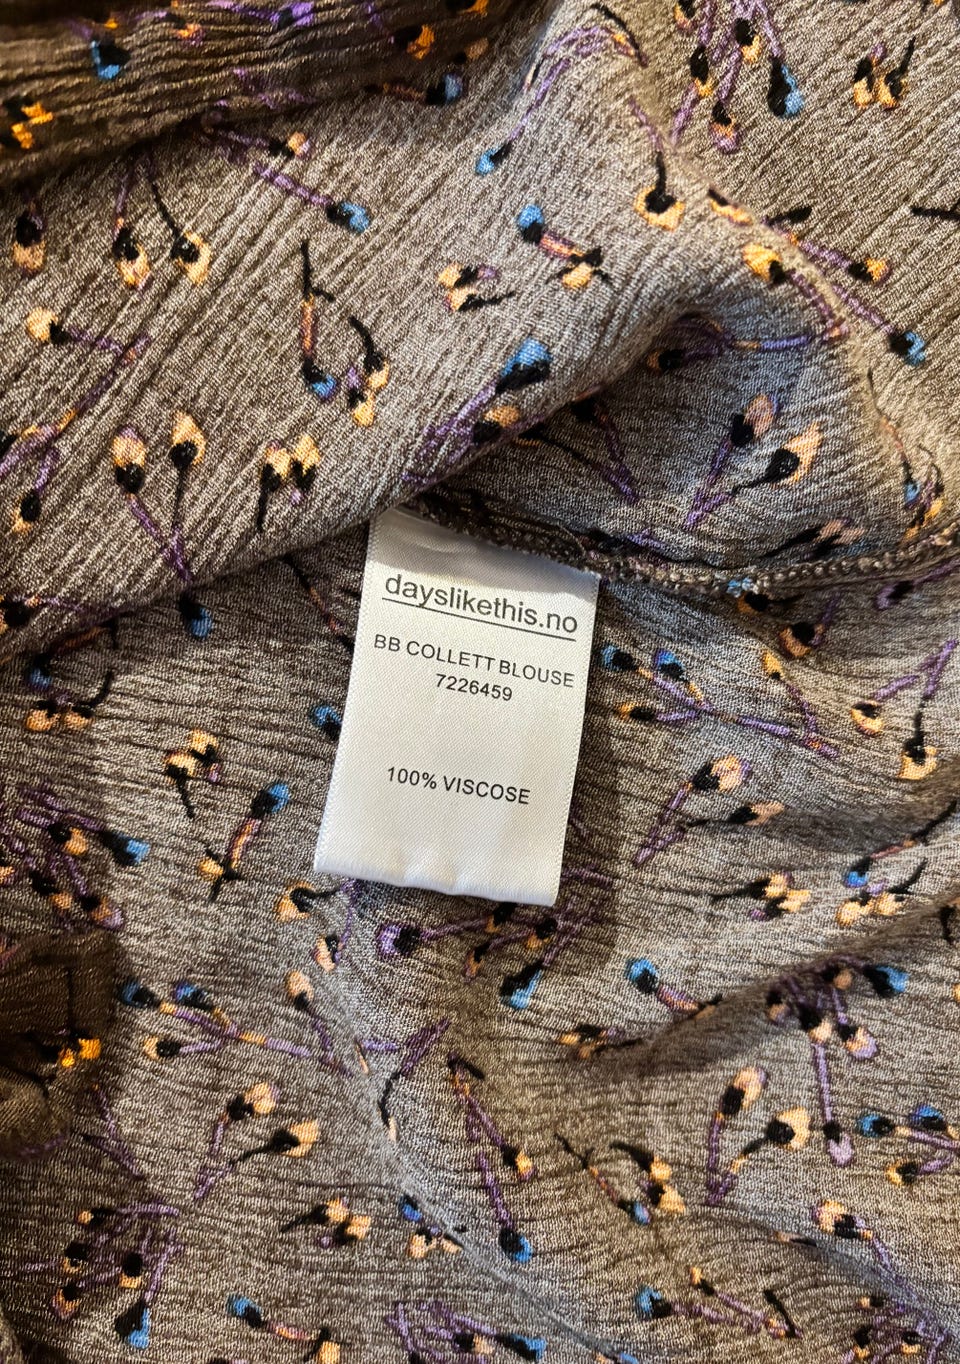 dayslikethis.no
BB COLLETT BLOUSE
7226459
100% VISCOSE